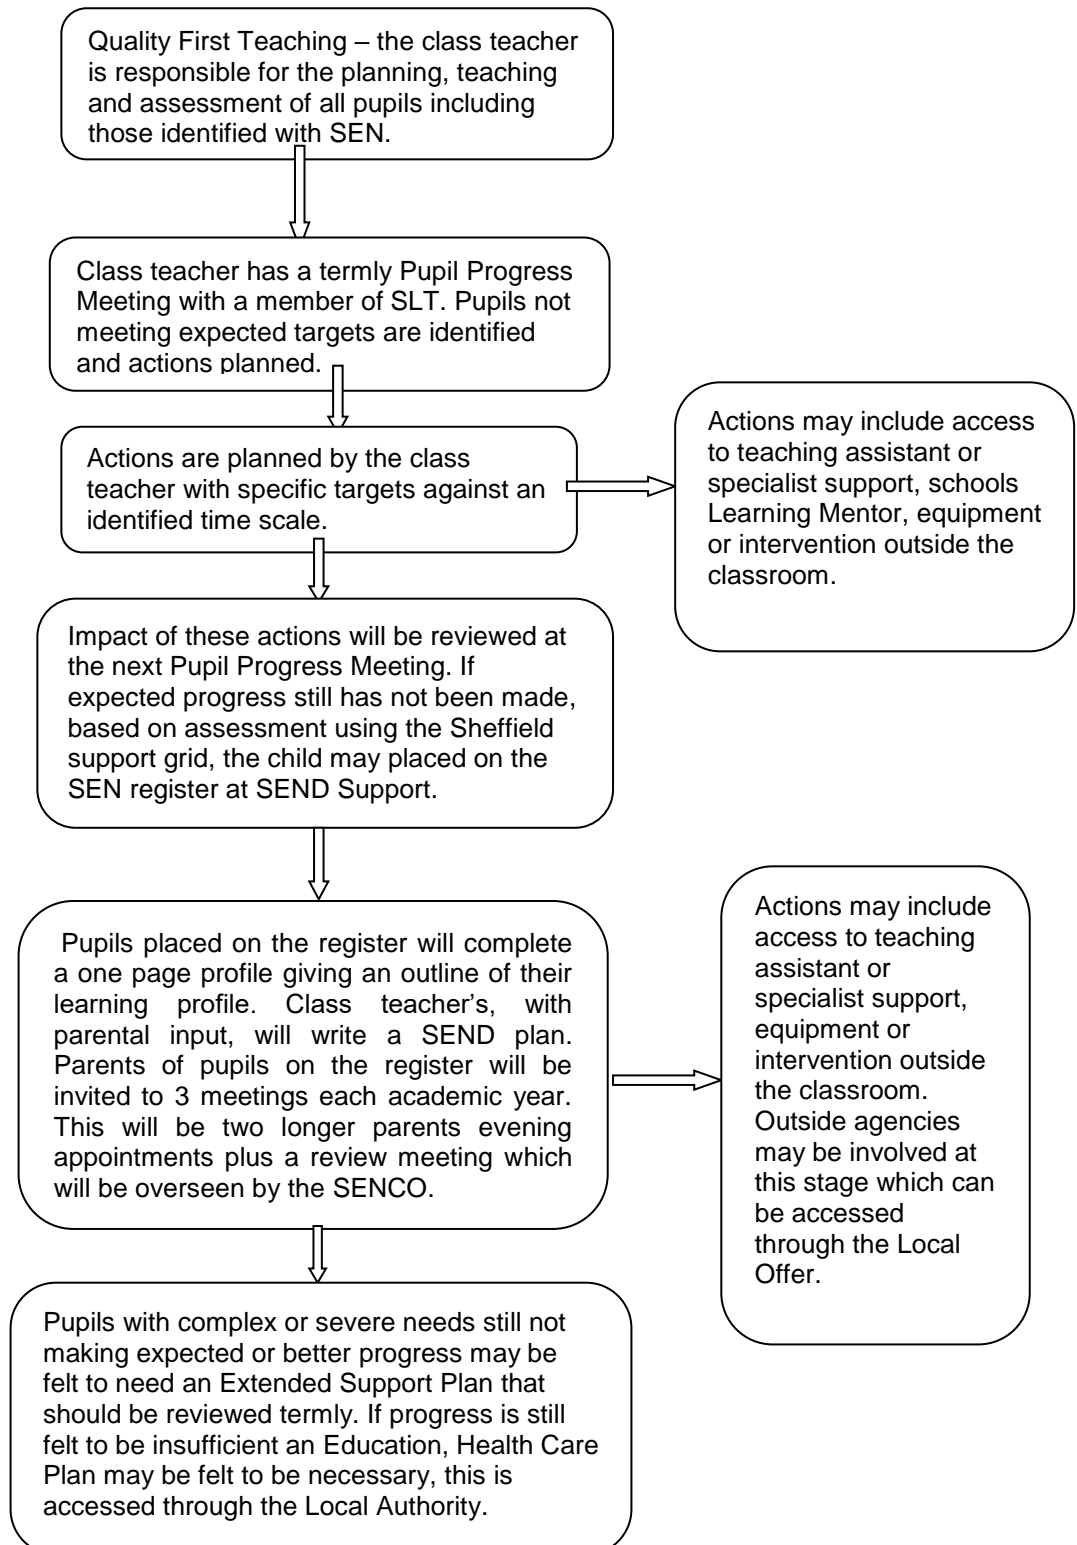 Quality First Teaching – the class teacher
is responsible for the planning, teaching
and assessment of all pupils including
those identified with SEN.
Class teacher has a termly Pupil Progress
Meeting with a member of SLT. Pupils not
meeting expected targets are identified
and actions planned.
Actions are planned by the class
teacher with specific targets against an
identified time scale.
Actions may include access
to teaching assistant or
specialist support, schools
Learning Mentor, equipment
or intervention outside the
classroom.
Impact of these actions will be reviewed at
the next Pupil Progress Meeting. If
expected progress still has not been made,
based on assessment using the Sheffield
support grid, the child may placed on the
SEN register at SEND Support.
Pupils placed on the register will complete
a one page profile giving an outline of their
learning profile. Class teacher's, with
parental input, will write a SEND plan.
Parents of pupils on the register will be
invited to 3 meetings each academic year.
This will be two longer parents evening
appointments plus a review meeting which
will be overseen by the SENCO.
Actions may include
access to teaching
assistant or
specialist support,
equipment or
intervention outside
the classroom.
Outside agencies
may be involved at
this stage which can
be accessed
through the Local
Offer.
Pupils with complex or severe needs still not
making expected or better progress may be
felt to need an Extended Support Plan that
should be reviewed termly. If progress is still
felt to be insufficient an Education, Health Care
Plan may be felt to be necessary, this is
accessed through the Local Authority.